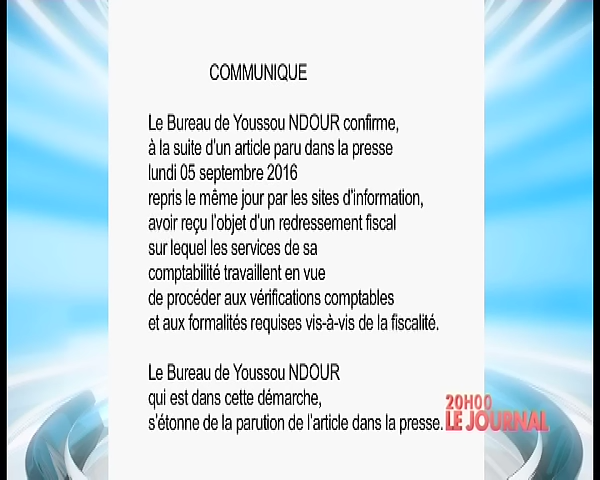 COMMUNIQUE
Le Bureau de Youssou NDOUR confirme,
à la suite d'un article paru dans la presse
lundi 05 septembre 2016
repris le même jour par les sites d'information,
avoir reçu l'objet d'un redressement fiscal
sur lequel les services de sa
comptabilité travaillent en vue
de procéder aux vérifications comptables
et aux formalités requises vis-à-vis de la fiscalité.
Le Bureau de Youssou NDOUR
qui est dans cette démarche,
s'étonne de la parution de l'article dans la presse.
20H00
LE JOURNAL